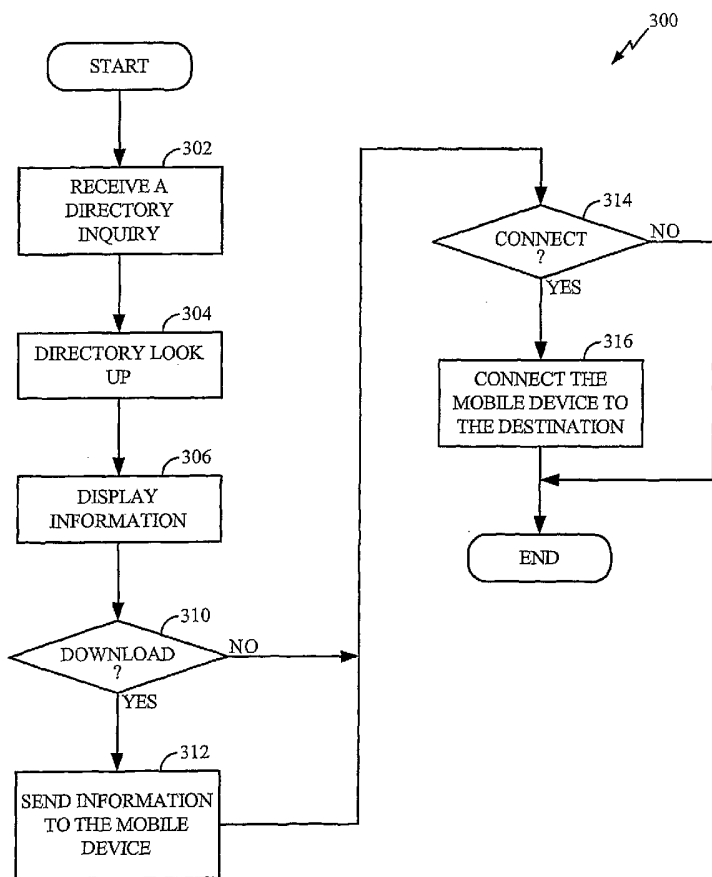 300
START
302
RECEIVE A
DIRECTORY
INQUIRY
304
DIRECTORY LOOK
UP
306
DISPLAY
INFORMATION
310
DOWNLOAD
?
NO
YES
312
SEND INFORMATION
TO THE MOBILE
DEVICE
314
CONNECT
?
NO
YES
316
CONNECT THE
MOBILE DEVICE TO
THE DESTINATION
END